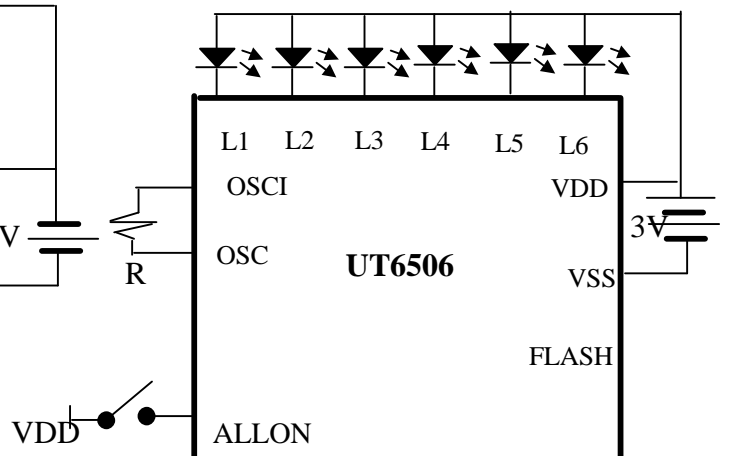 L1 L2 L3 L4 L5 L6
OSCI VDD
V 3V
R OSC UT6506 VSS
FLASH
VDD ALLON